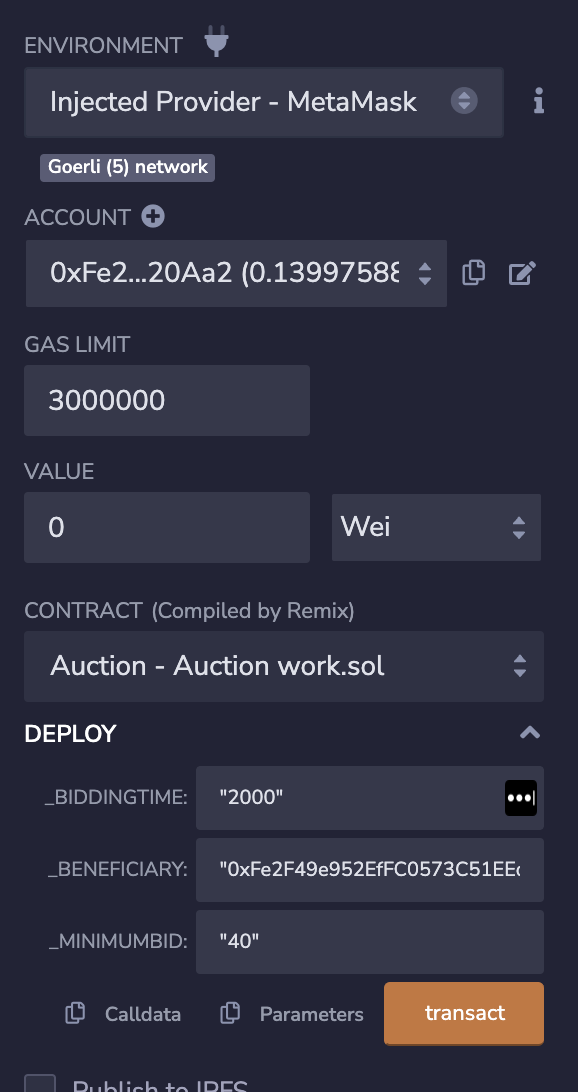 ENVIRONMENT
Injected Provider - MetaMask
Goerli (5) network
ACCOUNT
0xFe2...20Aa2 (0.13997588
GAS LIMIT
3000000
VALUE
0 Wei
CONTRACT (Compiled by Remix)
Auction - Auction work.sol
DEPLOY
_BIDDINGTIME: "2000"
_BENEFICIARY: "0xFe2F49e952EfFC0573C51EEc
_MINIMUMBID: "40"
Calldata Parameters transact
Publish to IPFS